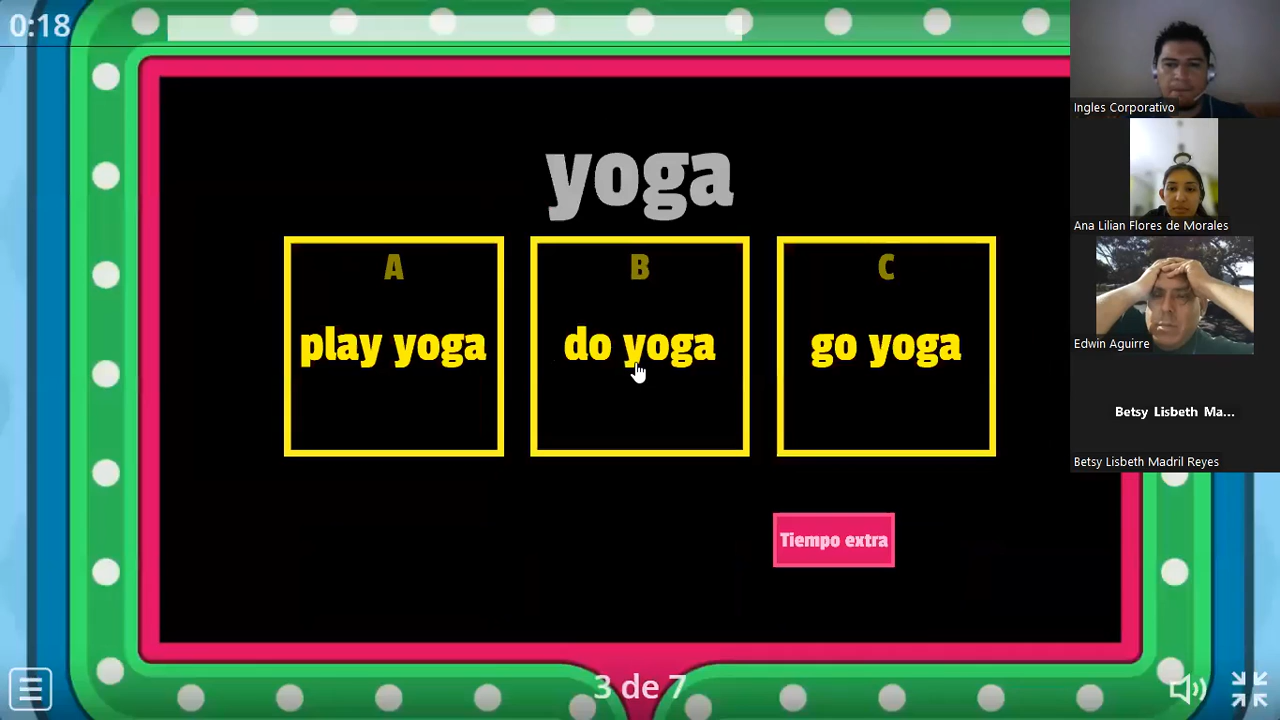 0:18
yoga
A
B
C
play yoga
do yoga
go yoga
Tiempo extra
3 de 7
Ingles Corporativo
Ana Lilian Flores de Morales
Edwin Aguirre
Betsy Lisbeth Ma...
Betsy Lisbeth Madril Reyes